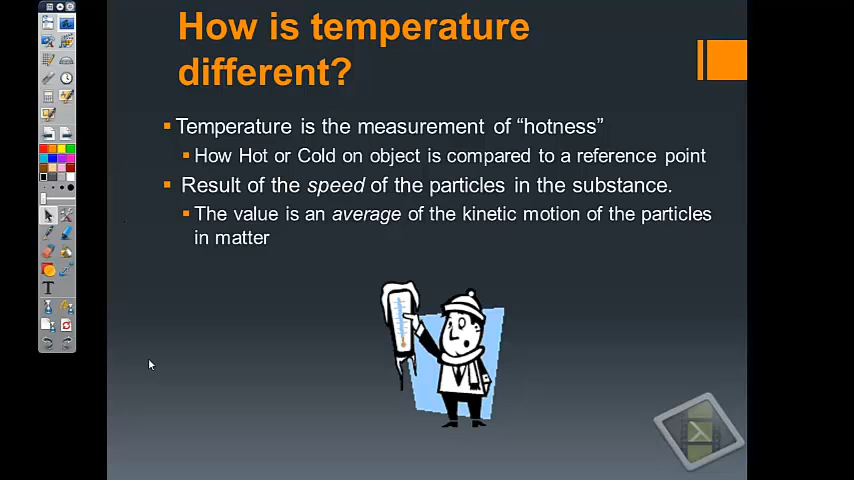 How is temperature
different?
Temperature is the measurement of “hotness”
How Hot or Cold on object is compared to a reference point
Result of the speed of the particles in the substance.
The value is an average of the kinetic motion of the particles
in matter